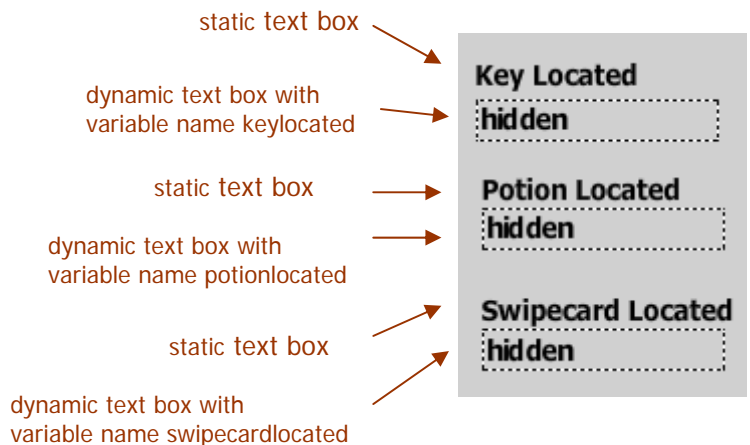 static text box
Key Located
dynamic text box with
variable name keylocated
hidden
static text box
Potion Located
dynamic text box with
variable name potionlocated
hidden
static text box
Swipecard Located
dynamic text box with
variable name swipecardlocated
hidden